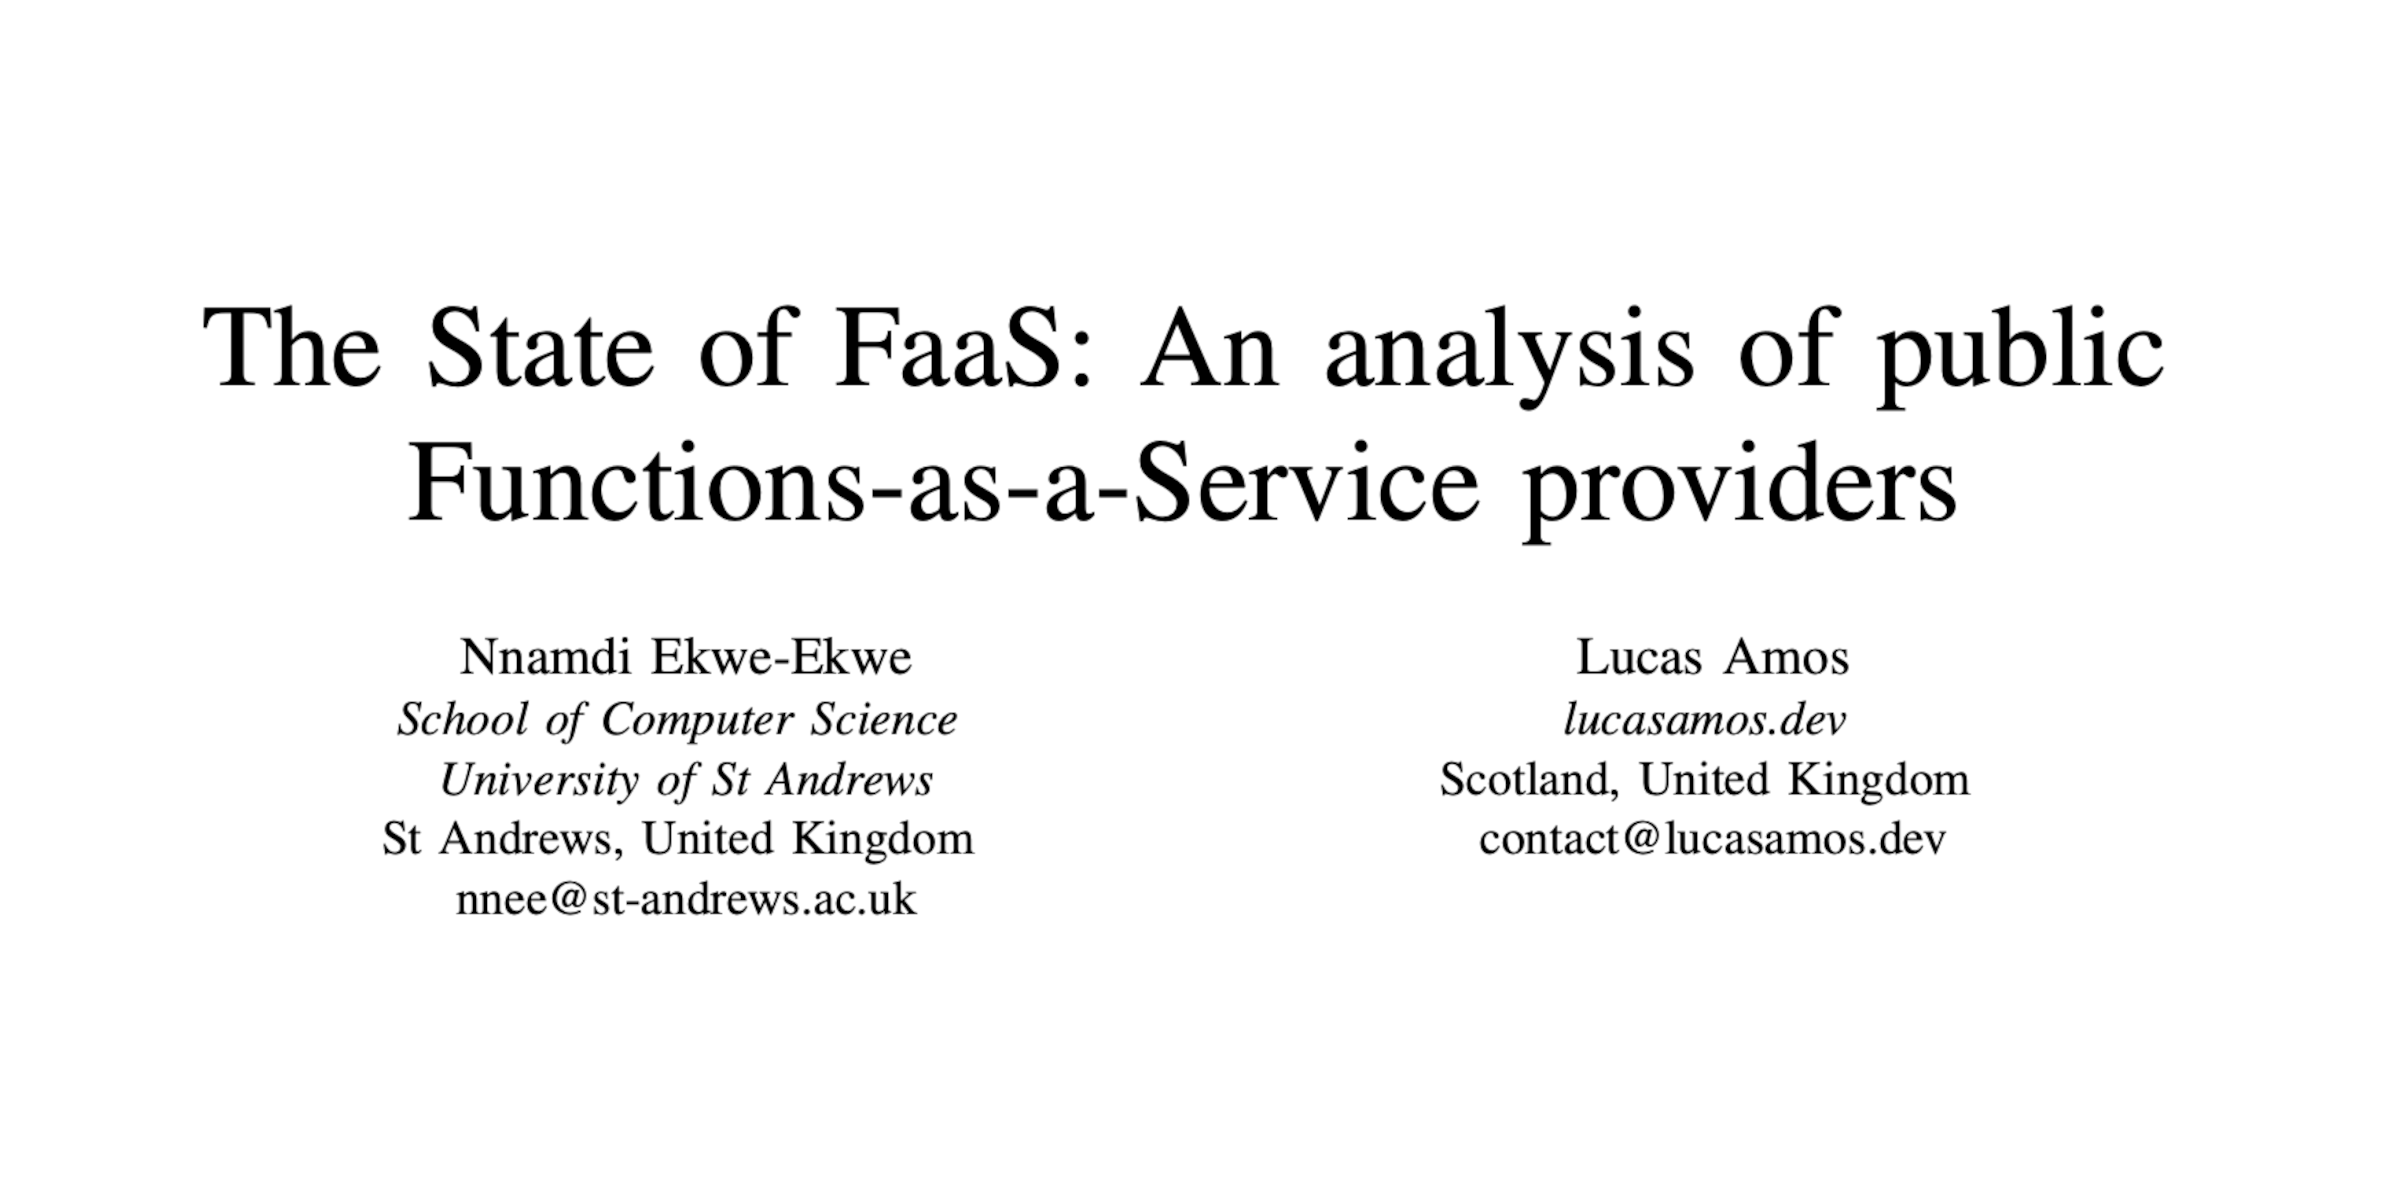 The State of FaaS: An analysis of public
Functions-as-a-Service providers
Nnamdi Ekwe-Ekwe
School of Computer Science
University of St Andrews
St Andrews, United Kingdom
nnee@st-andrews.ac.uk
Lucas Amos
lucasamos.dev
Scotland, United Kingdom
contact@lucasamos.dev